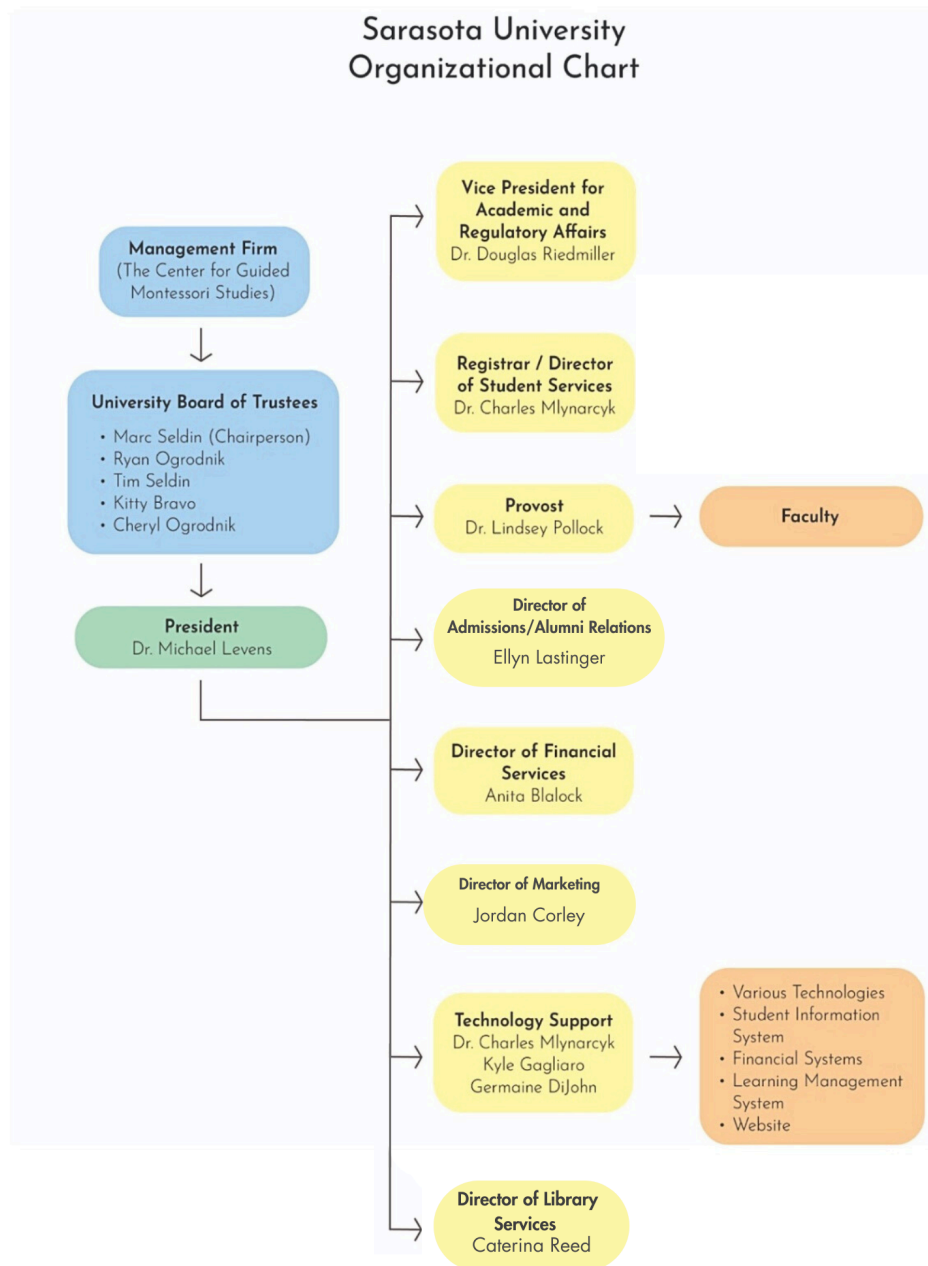 Sarasota University
Organizational Chart
Management Firm
(The Center for Guided
Montessori Studies)
University Board of Trustees
• Marc Seldin (Chairperson)
• Ryan Ogrodnik
• Tim Seldin
• Kitty Bravo
• Cheryl Ogrodnik
President
Dr. Michael Levens
Vice President for
Academic and
Regulatory Affairs
Dr. Douglas Riedmiller
Registrar / Director
of Student Services
Dr. Charles Mlynarcyk
Provost
Dr. Lindsey Pollock
Faculty
Director of
Admissions/Alumni Relations
Ellyn Lastinger
Director of Financial
Services
Anita Blalock
Director of Marketing
Jordan Corley
Technology Support
Dr. Charles Mlynarcyk
Kyle Gagliaro
Germaine DiJohn
• Various Technologies
• Student Information
System
• Financial Systems
• Learning Management
System
• Website
Director of Library
Services
Caterina Reed